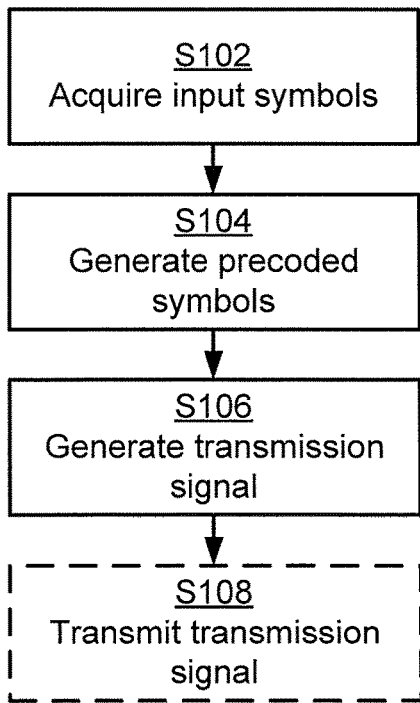 S102
Acquire input symbols
S104
Generate precoded
symbols
S106
Generate transmission
signal
S108
Transmit transmission
signal